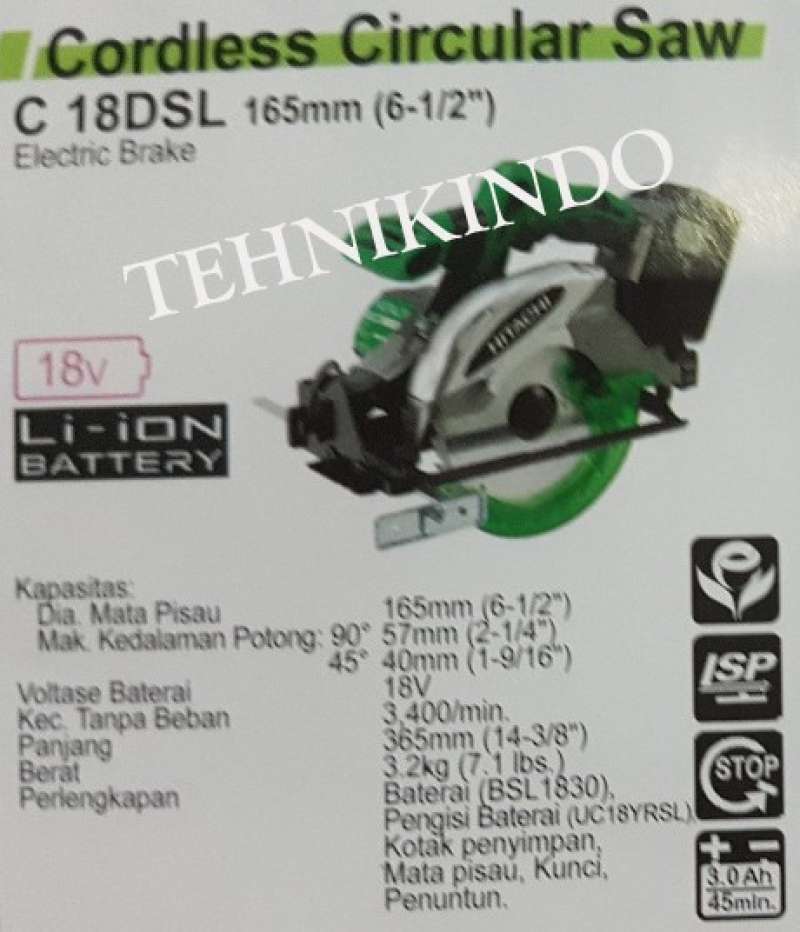 Cordless Circular Saw
C 18DSL 165mm (6-1/2")
Electric Brake
TEHNIKINDO
HITACHI
18V
Li-ion
BATTERY
Kapasitas:
Dia. Mata Pisau 165mm (6-1/2")
Mak. Kedalaman Potong: 90° 57mm (2-1/4")
45° 40mm (1-9/16")
Voltase Baterai 18V
Kec. Tanpa Beban 3,400/min.
Panjang 365mm (14-3/8")
Berat 3.2kg (7.1 lbs.)
Perlengkapan Baterai (BSL1830),
Pengisi Baterai (UC18YRSL)
Kotak penyimpan,
Mata pisau, Kunci,
Penuntun.
ISP
STOP
+ -
3.0 Ah
45min.